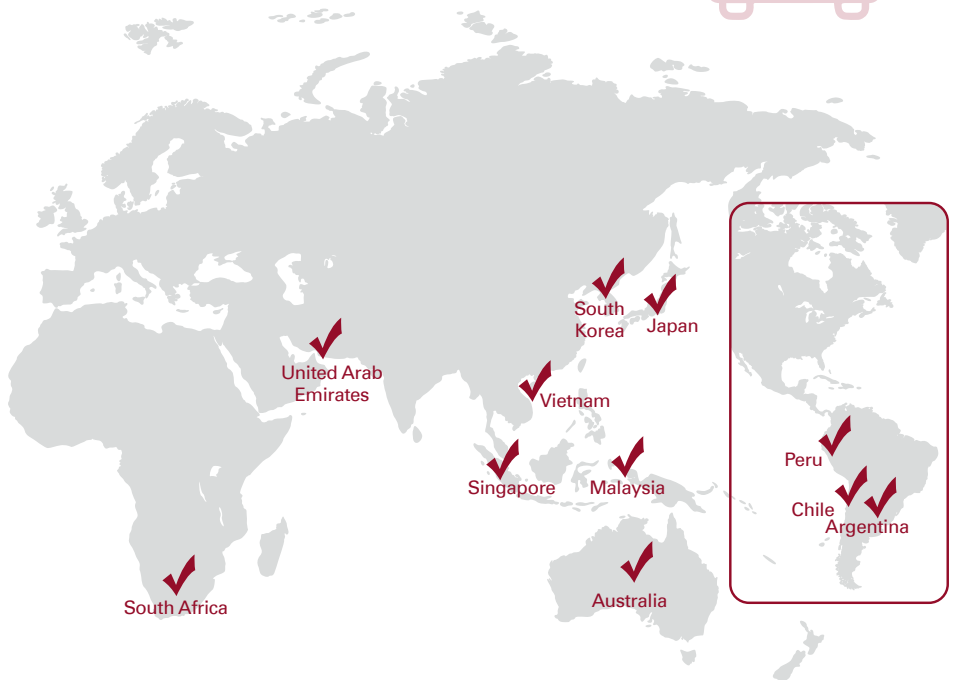 South
Korea
Japan
United Arab
Emirates
Vietnam
Singapore
Malaysia
Peru
Chile
Argentina
Australia
South Africa